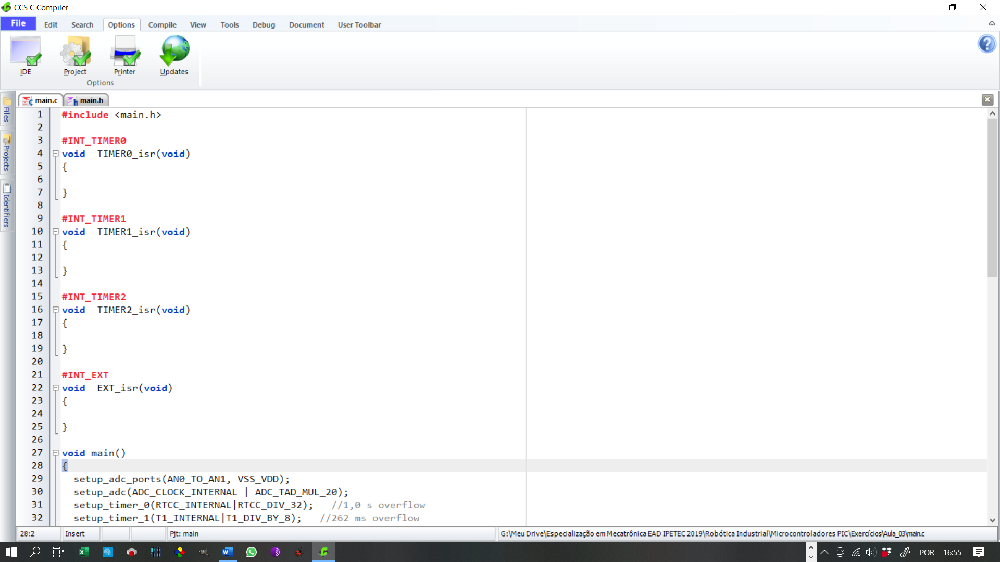 CCS C Compiler
File Edit Search Options Compile View Tools Debug Document User Toolbar
IDE Project Printer Updates
Options
main.c main.h
Files
Projects
Identifiers
1 #include <main.h>
2
3 #INT_TIMER0
4 void  TIMER0_isr(void)
5 {
6
7 }
8
9 #INT_TIMER1
10 void  TIMER1_isr(void)
11 {
12
13 }
14
15 #INT_TIMER2
16 void  TIMER2_isr(void)
17 {
18
19 }
20
21 #INT_EXT
22 void  EXT_isr(void)
23 {
24
25 }
26
27 void main()
28 {
29   setup_adc_ports(AN0_TO_AN1, VSS_VDD);
30   setup_adc(ADC_CLOCK_INTERNAL | ADC_TAD_MUL_20);
31   setup_timer_0(RTCC_INTERNAL|RTCC_DIV_32);   //1,0 s overflow
32   setup_timer_1(T1_INTERNAL|T1_DIV_BY_8);   //262 ms overflow
28:2 Insert Pjt: main G:\Meu Drive\Especialização em Mecatrônica EAD IPETEC 2019\Robótica Industrial\Microcontroladores PIC\Exercícios\Aula_03\main.c
POR 16:55